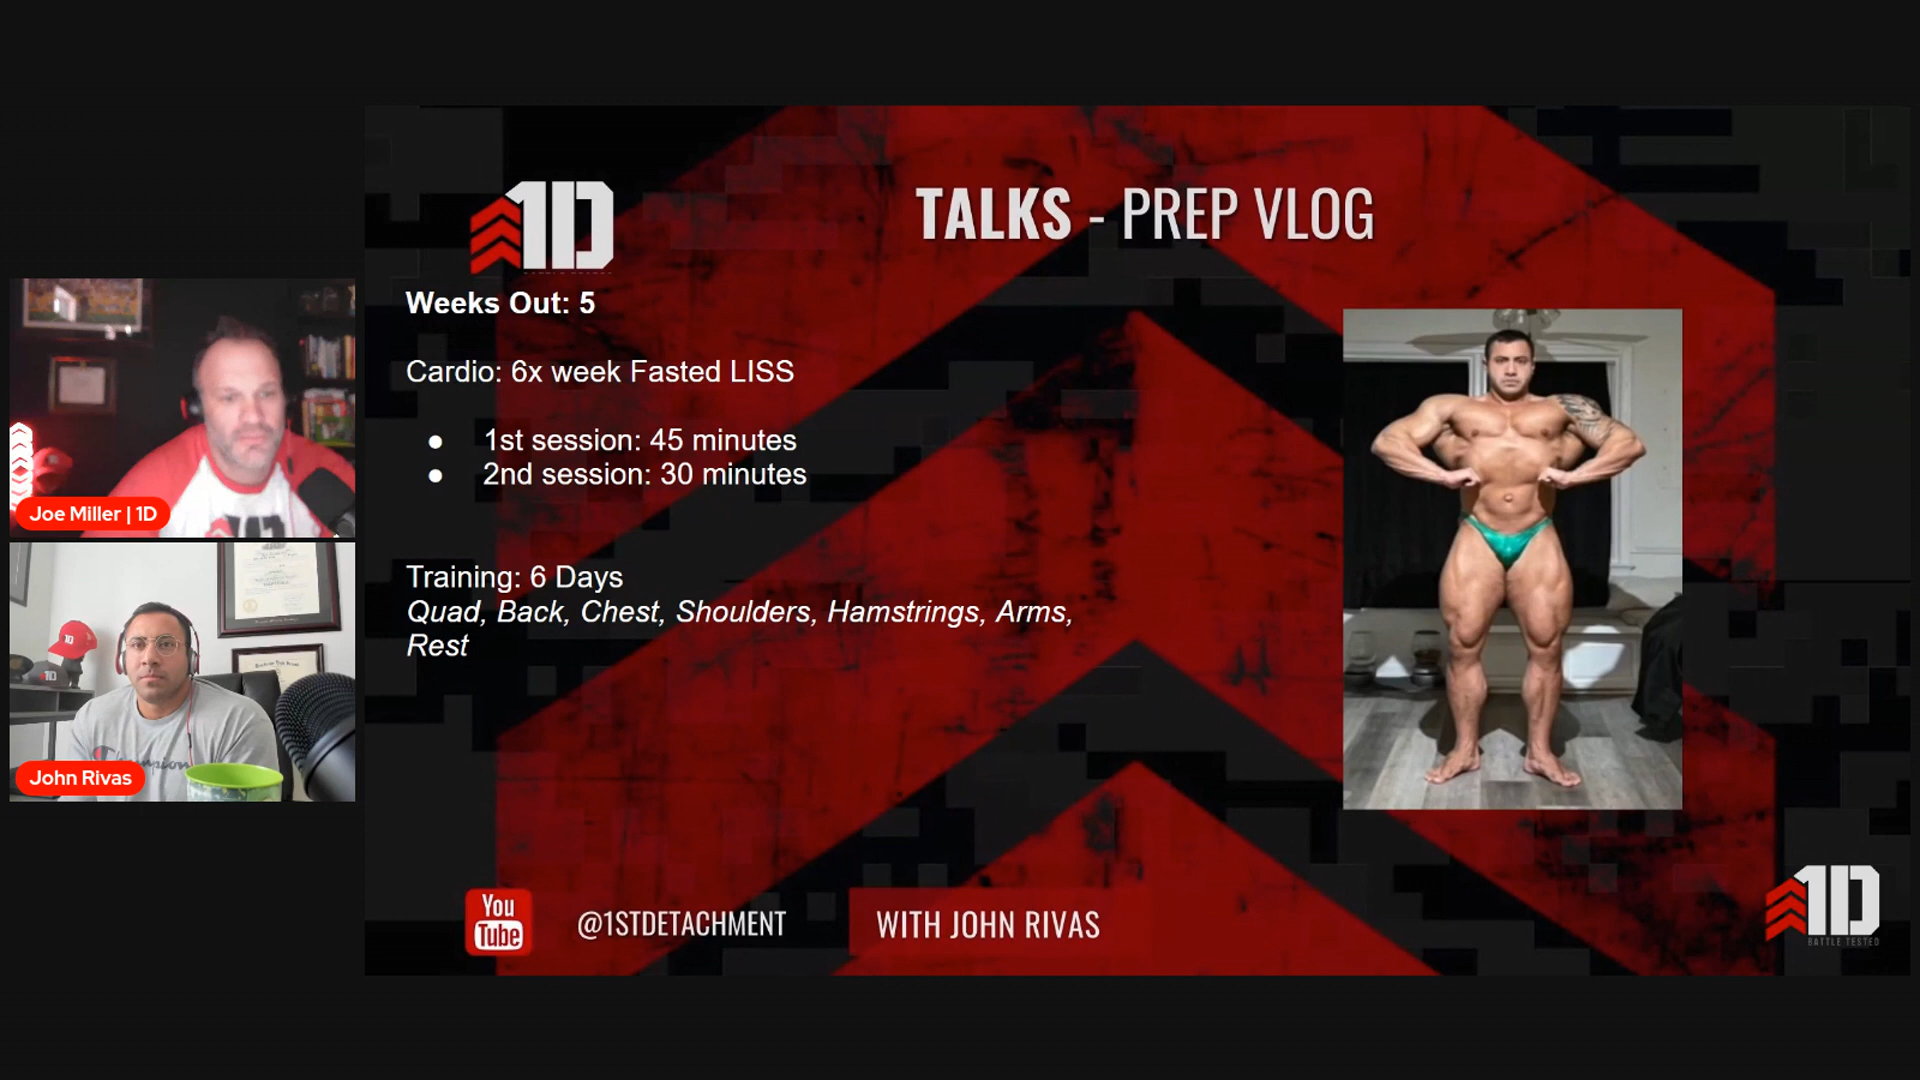 1D
TALKS - PREP VLOG
Weeks Out: 5
Cardio: 6x week Fasted LISS
● 1st session: 45 minutes
● 2nd session: 30 minutes
Training: 6 Days
Quad, Back, Chest, Shoulders, Hamstrings, Arms,
Rest
Joe Miller | 1D
1D
Champion
John Rivas
You
Tube
@1STDETACHMENT
WITH JOHN RIVAS
1D
BATTLE TESTED